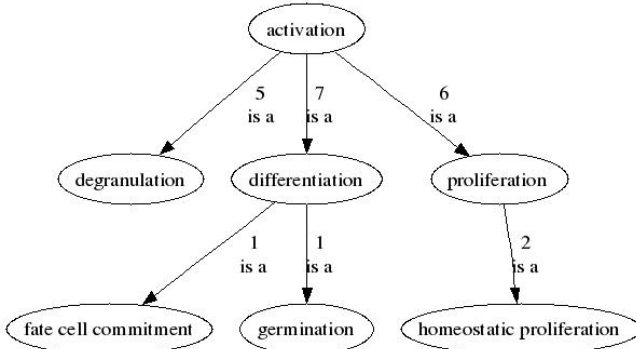 activation
5 7 6
is a is a is a
degranulation differentiation proliferation
1 1 2
is a is a is a
fate cell commitment germination homeostatic proliferation